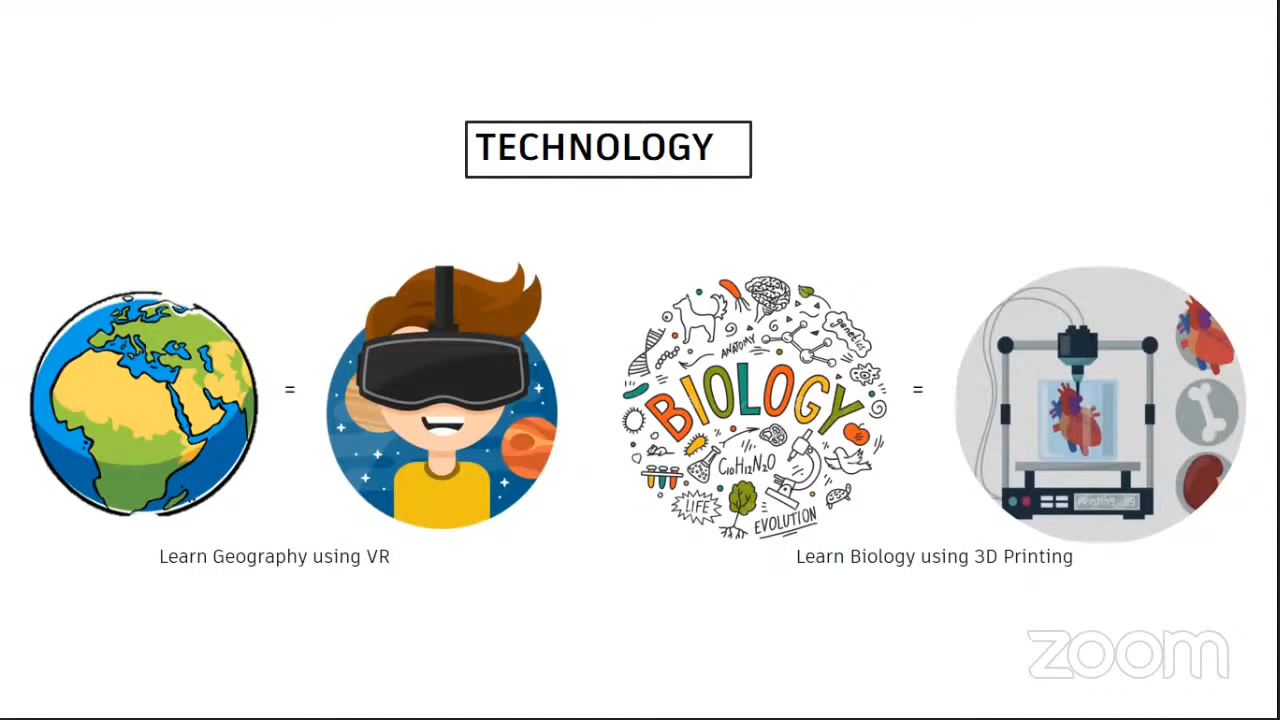 TECHNOLOGY
=
=
ANATOMY
genetics
BIOLOGY
C10H12N2O
LIFE
EVOLUTION
Learn Geography using VR
Learn Biology using 3D Printing
zoom